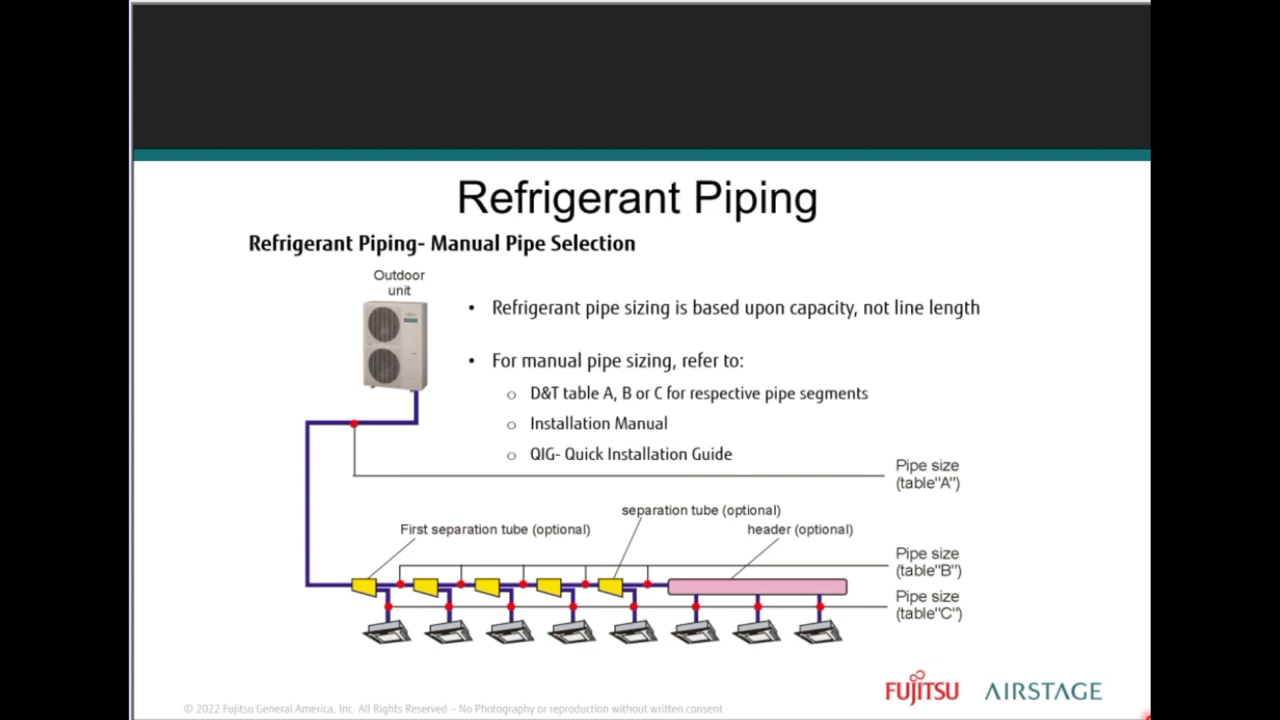 Refrigerant Piping
Refrigerant Piping- Manual Pipe Selection
Outdoor
unit
• Refrigerant pipe sizing is based upon capacity, not line length
• For manual pipe sizing, refer to:
o D&T table A, B or C for respective pipe segments
o Installation Manual
o QIG- Quick Installation Guide
Pipe size
(table"A")
separation tube (optional)
First separation tube (optional)
header (optional)
Pipe size
(table"B")
Pipe size
(table"C")
FUJITSU AIRSTAGE
© 2022 Fujitsu General America, Inc. All Rights Reserved – No Photography or reproduction without written consent